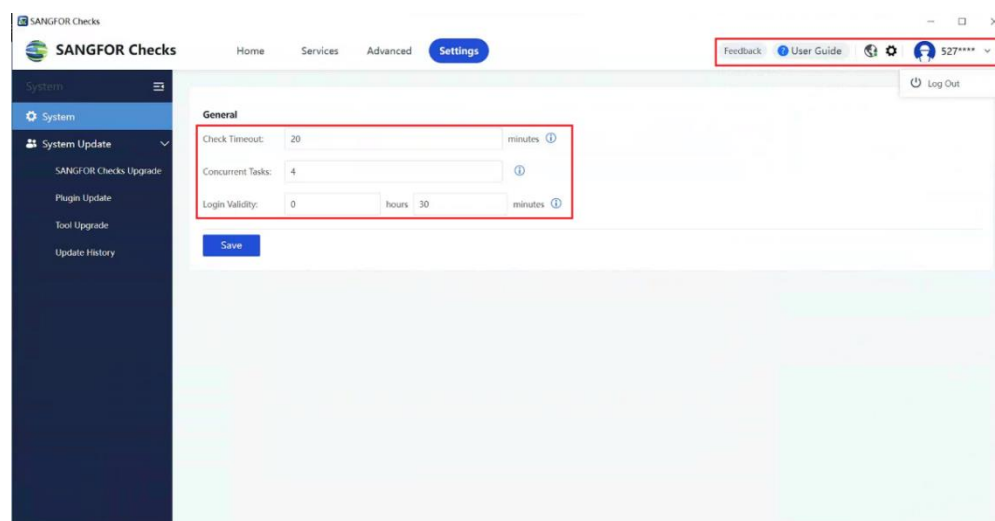 SANGFOR Checks
SANGFOR Checks Home Services Advanced Settings Feedback User Guide 527****
Log Out
System
System
System Update
SANGFOR Checks Upgrade
Plugin Update
Tool Upgrade
Update History
General
Check Timeout: 20 minutes
Concurrent Tasks: 4
Login Validity: 0 hours 30 minutes
Save